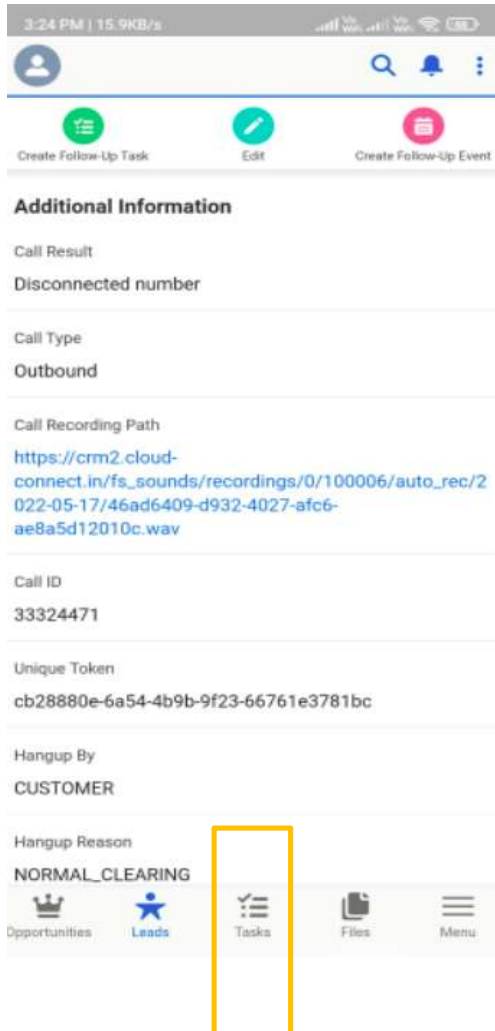 3:24 PM | 15.9KB/s
Create Follow-Up Task
Edit
Create Follow-Up Event
Additional Information
Call Result
Disconnected number
Call Type
Outbound
Call Recording Path
https://crm2.cloud-
connect.in/fs_sounds/recordings/0/100006/auto_rec/2
022-05-17/46ad6409-d932-4027-afc6-
ae8a5d12010c.wav
Call ID
33324471
Unique Token
cb28880e-6a54-4b9b-9f23-66761e3781bc
Hangup By
CUSTOMER
Hangup Reason
NORMAL_CLEARING
Opportunities
Leads
Tasks
Files
Menu